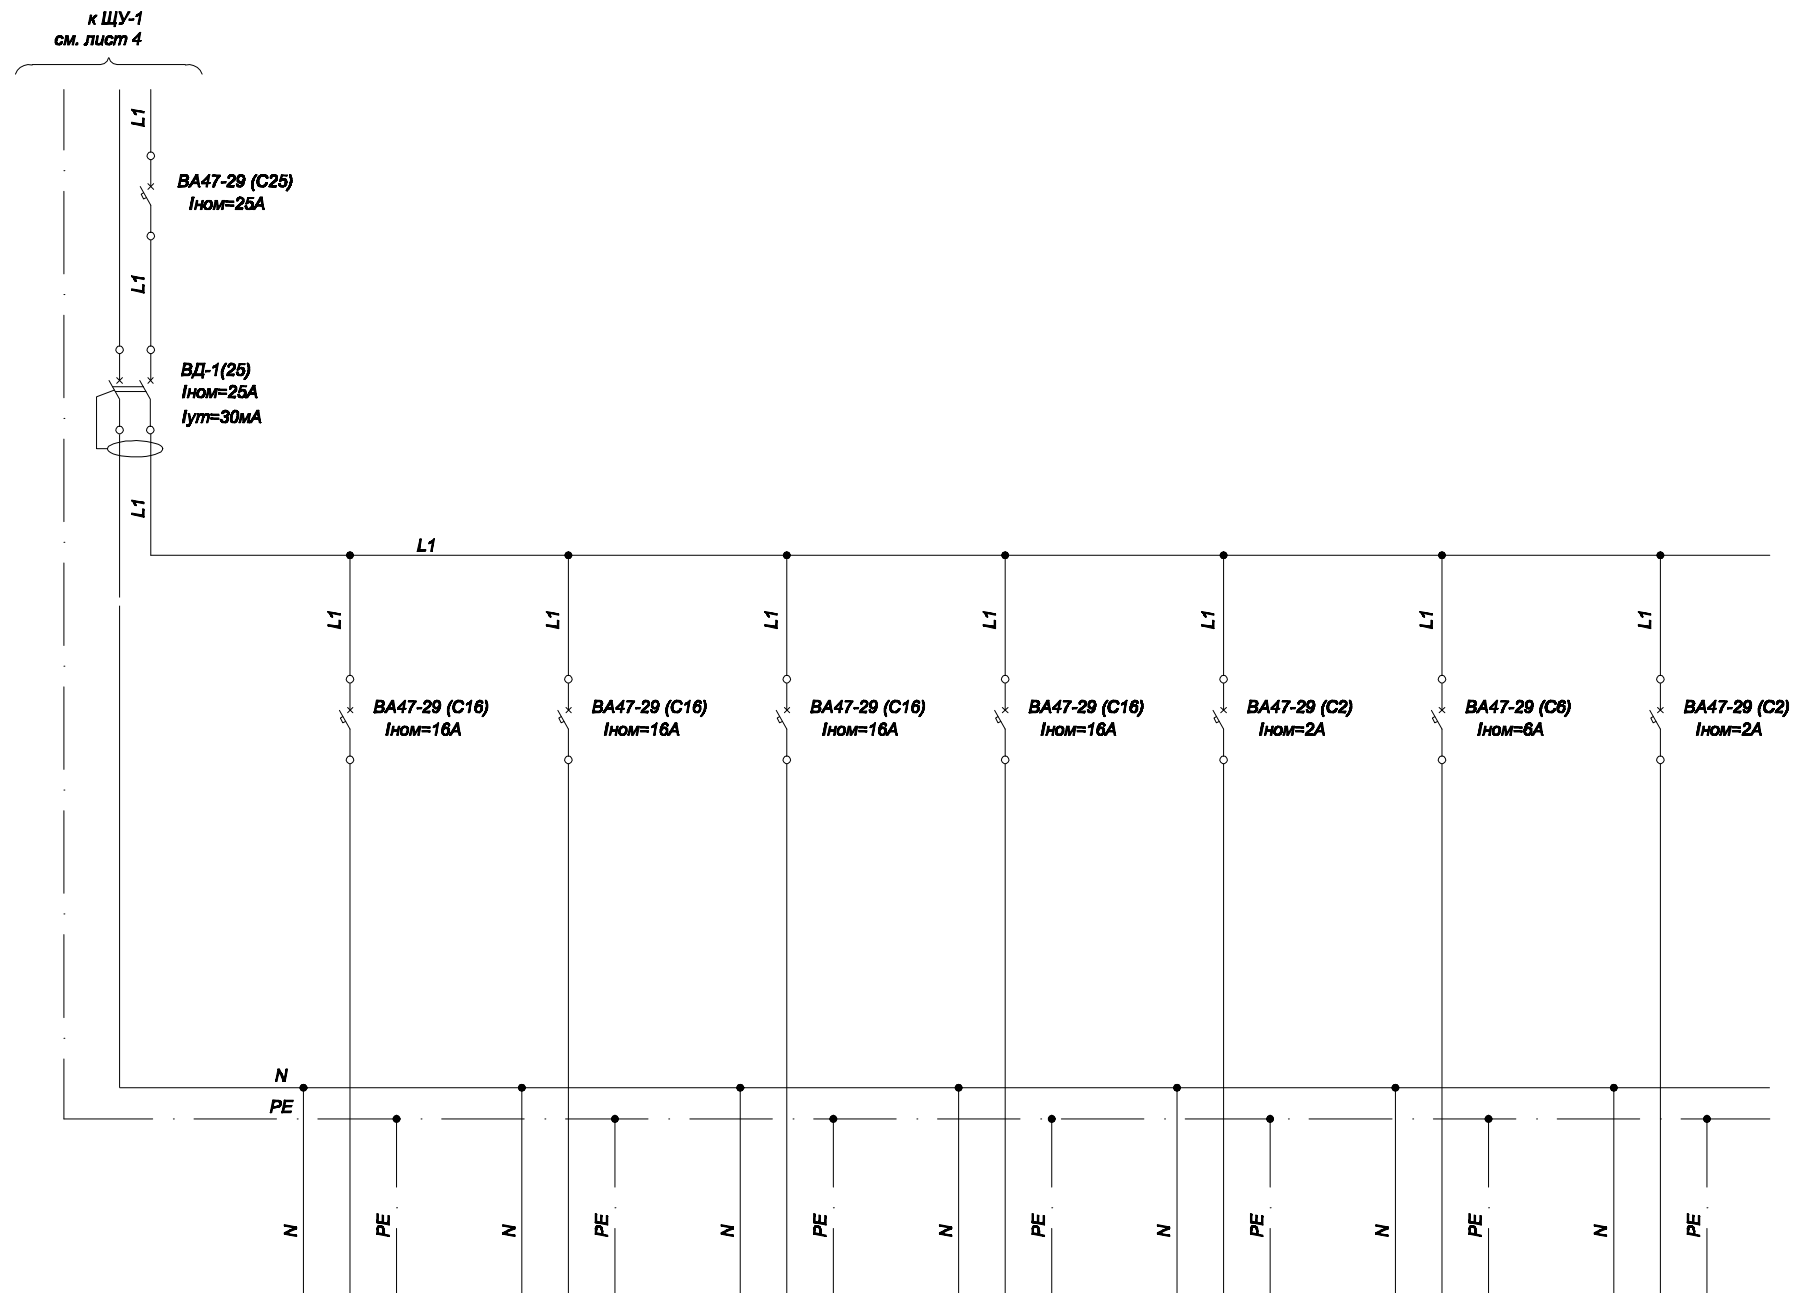 к ЩУ-1
см. лист 4
L1
ВА47-29 (С25)
Iном=25А
L1
ВД-1(25)
Iном=25А
Iут=30мА
L1
L1
L1 L1 L1 L1 L1 L1 L1
ВА47-29 (С16) ВА47-29 (С16) ВА47-29 (С16) ВА47-29 (С16) ВА47-29 (С2) ВА47-29 (С6) ВА47-29 (С2)
Iном=16А Iном=16А Iном=16А Iном=16А Iном=2А Iном=6А Iном=2А
N
PE
N PE N PE N PE N PE N PE N PE N PE